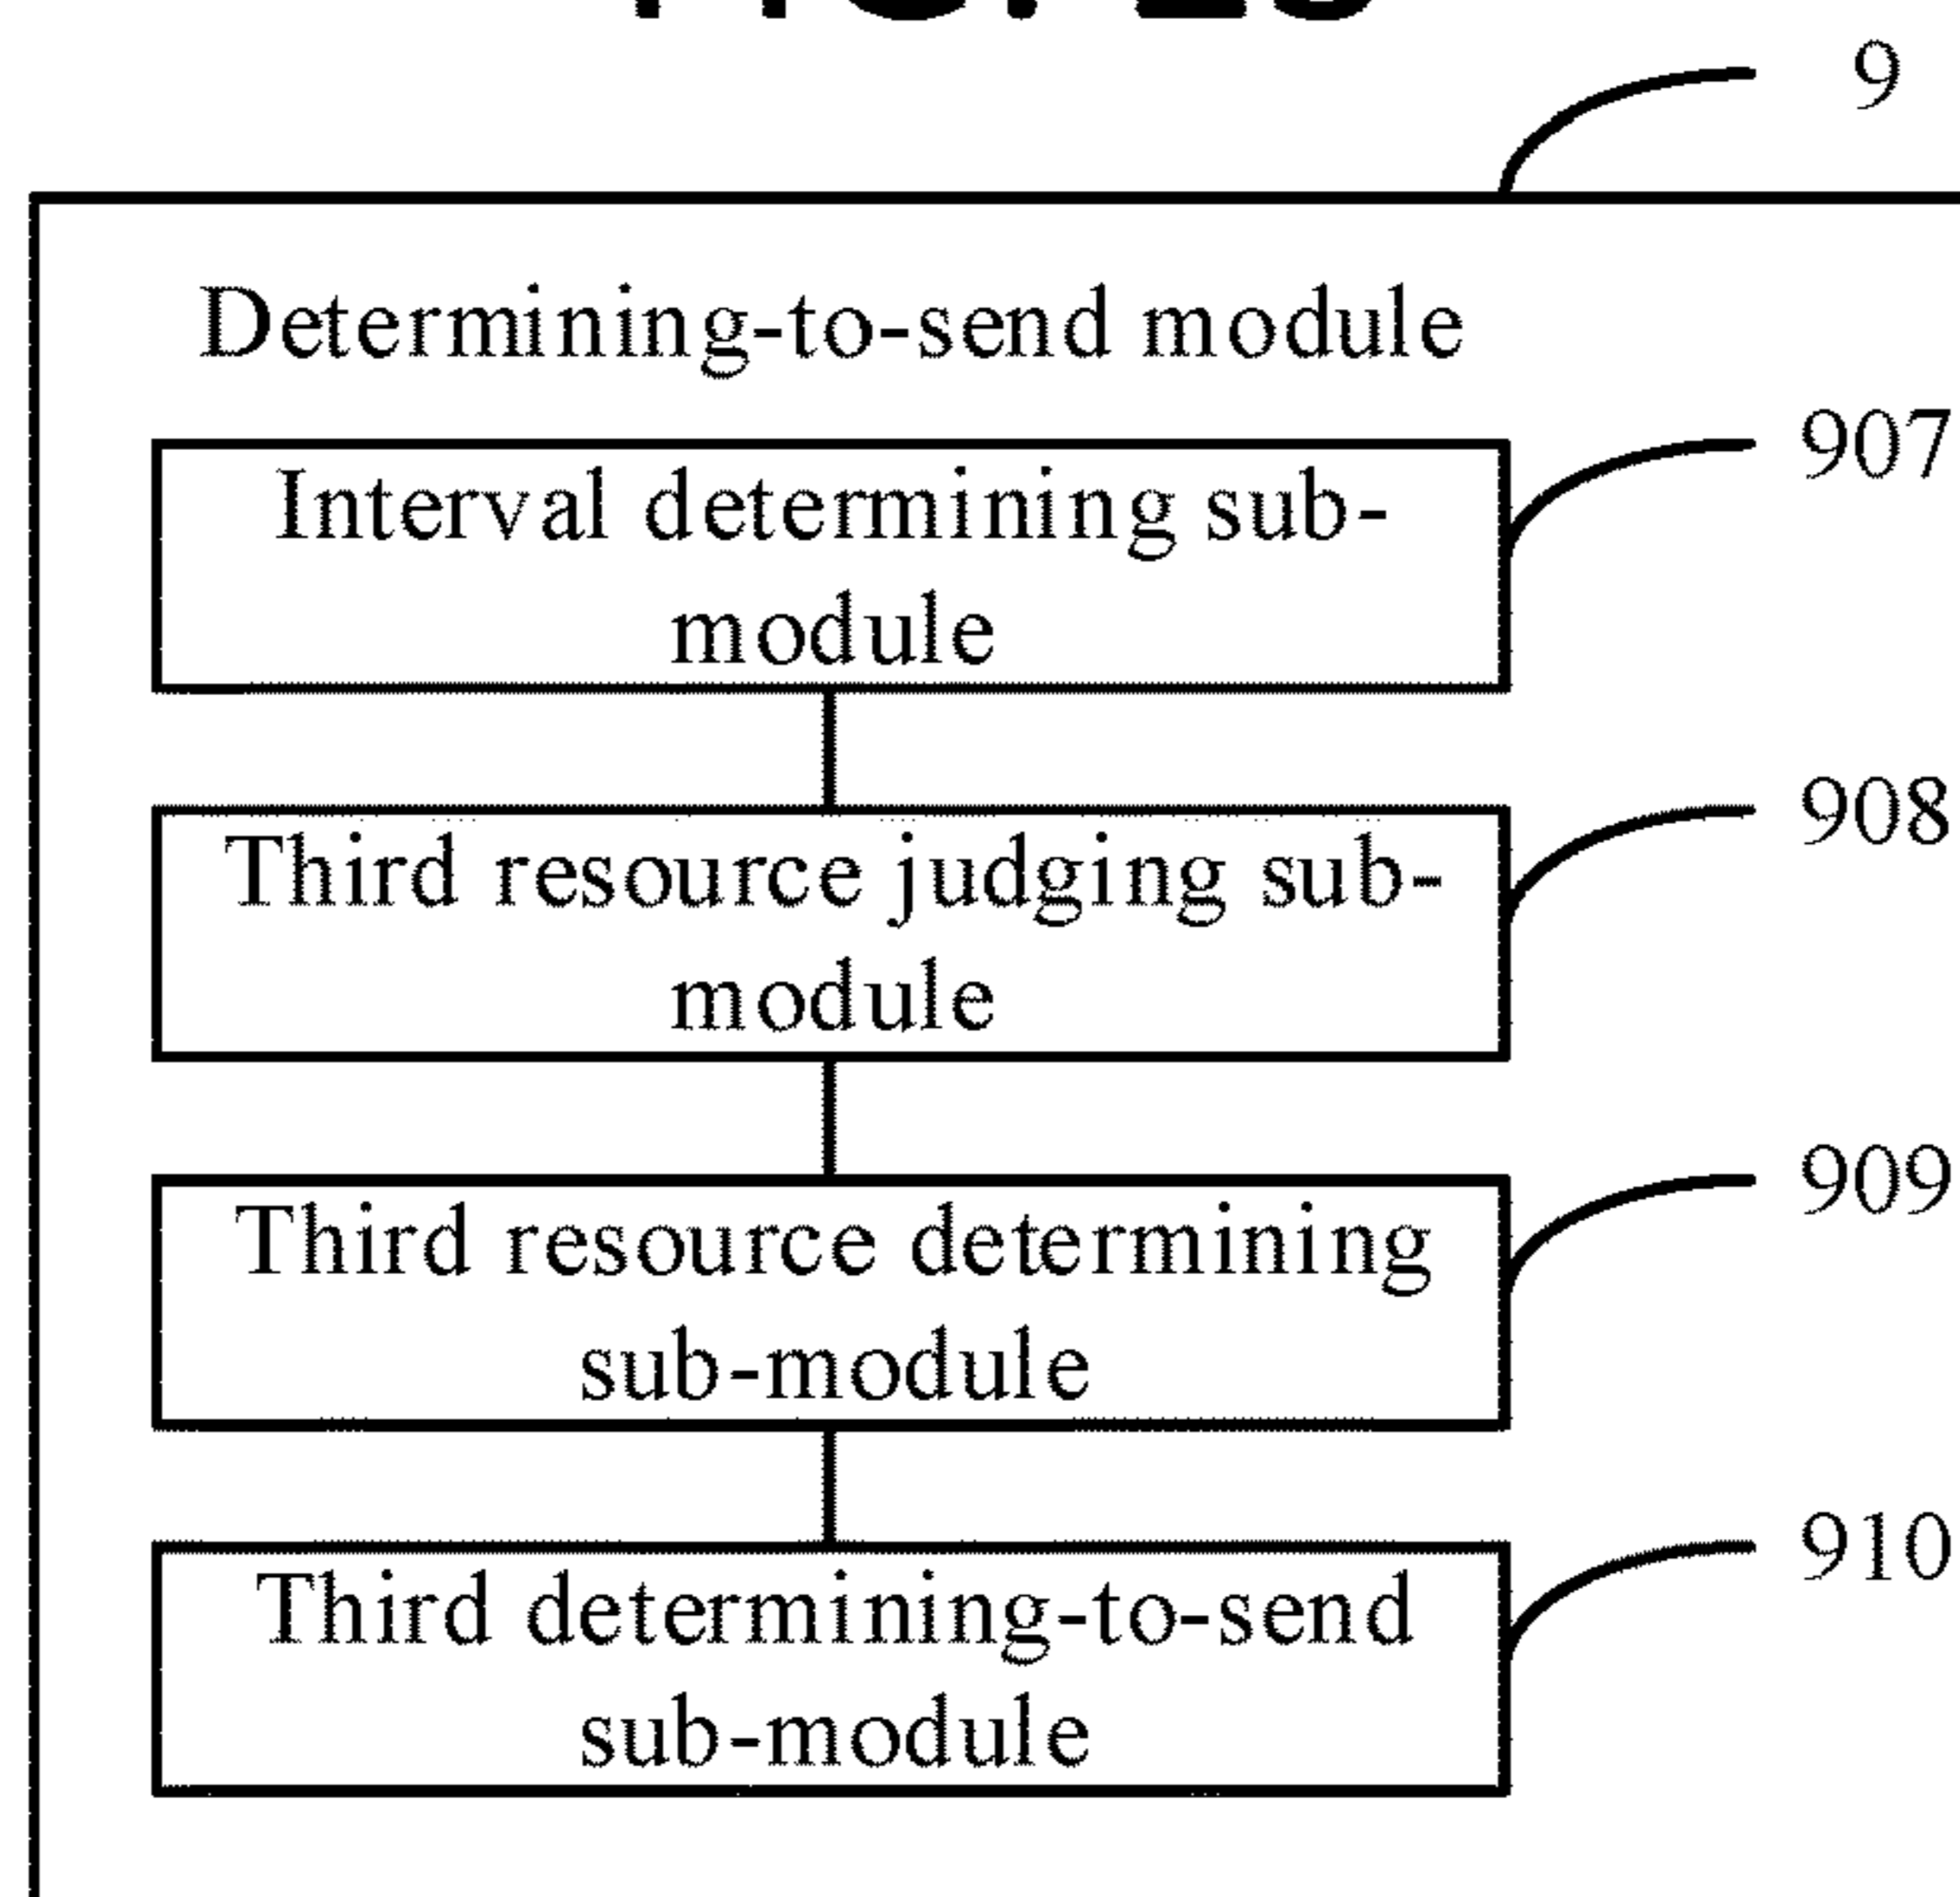 9
Determining-to-send module
907
Interval determining sub-
module
908
Third resource judging sub-
module
909
Third resource determining
sub-module
910
Third determining-to-send
sub-module